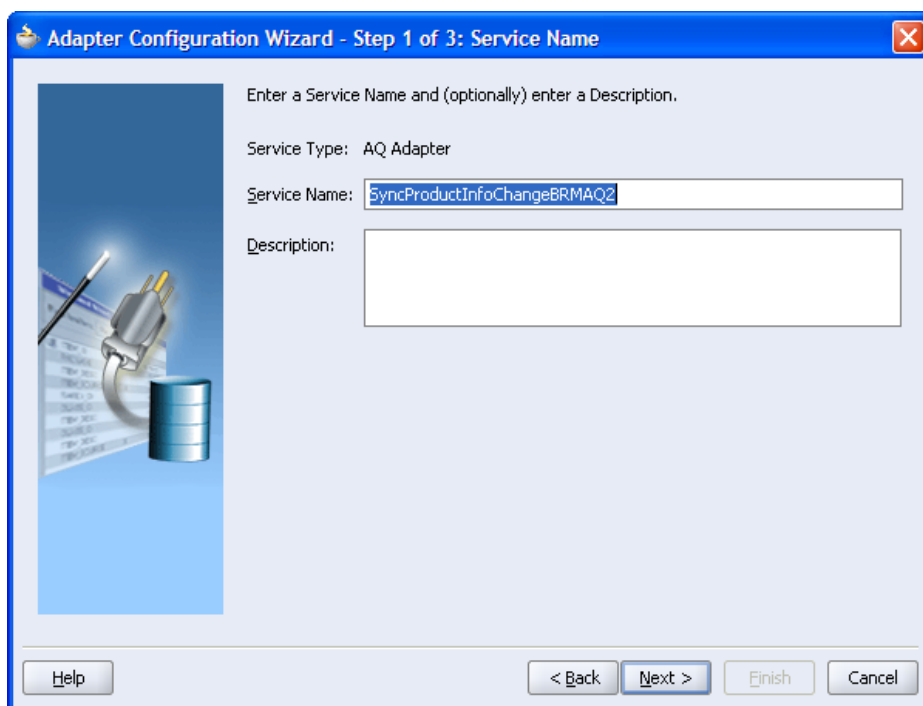 Adapter Configuration Wizard - Step 1 of 3: Service Name
Enter a Service Name and (optionally) enter a Description.
Service Type: AQ Adapter
Service Name: SyncProductInfoChangeBRMAQ2
Description:
Help < Back Next > Finish Cancel